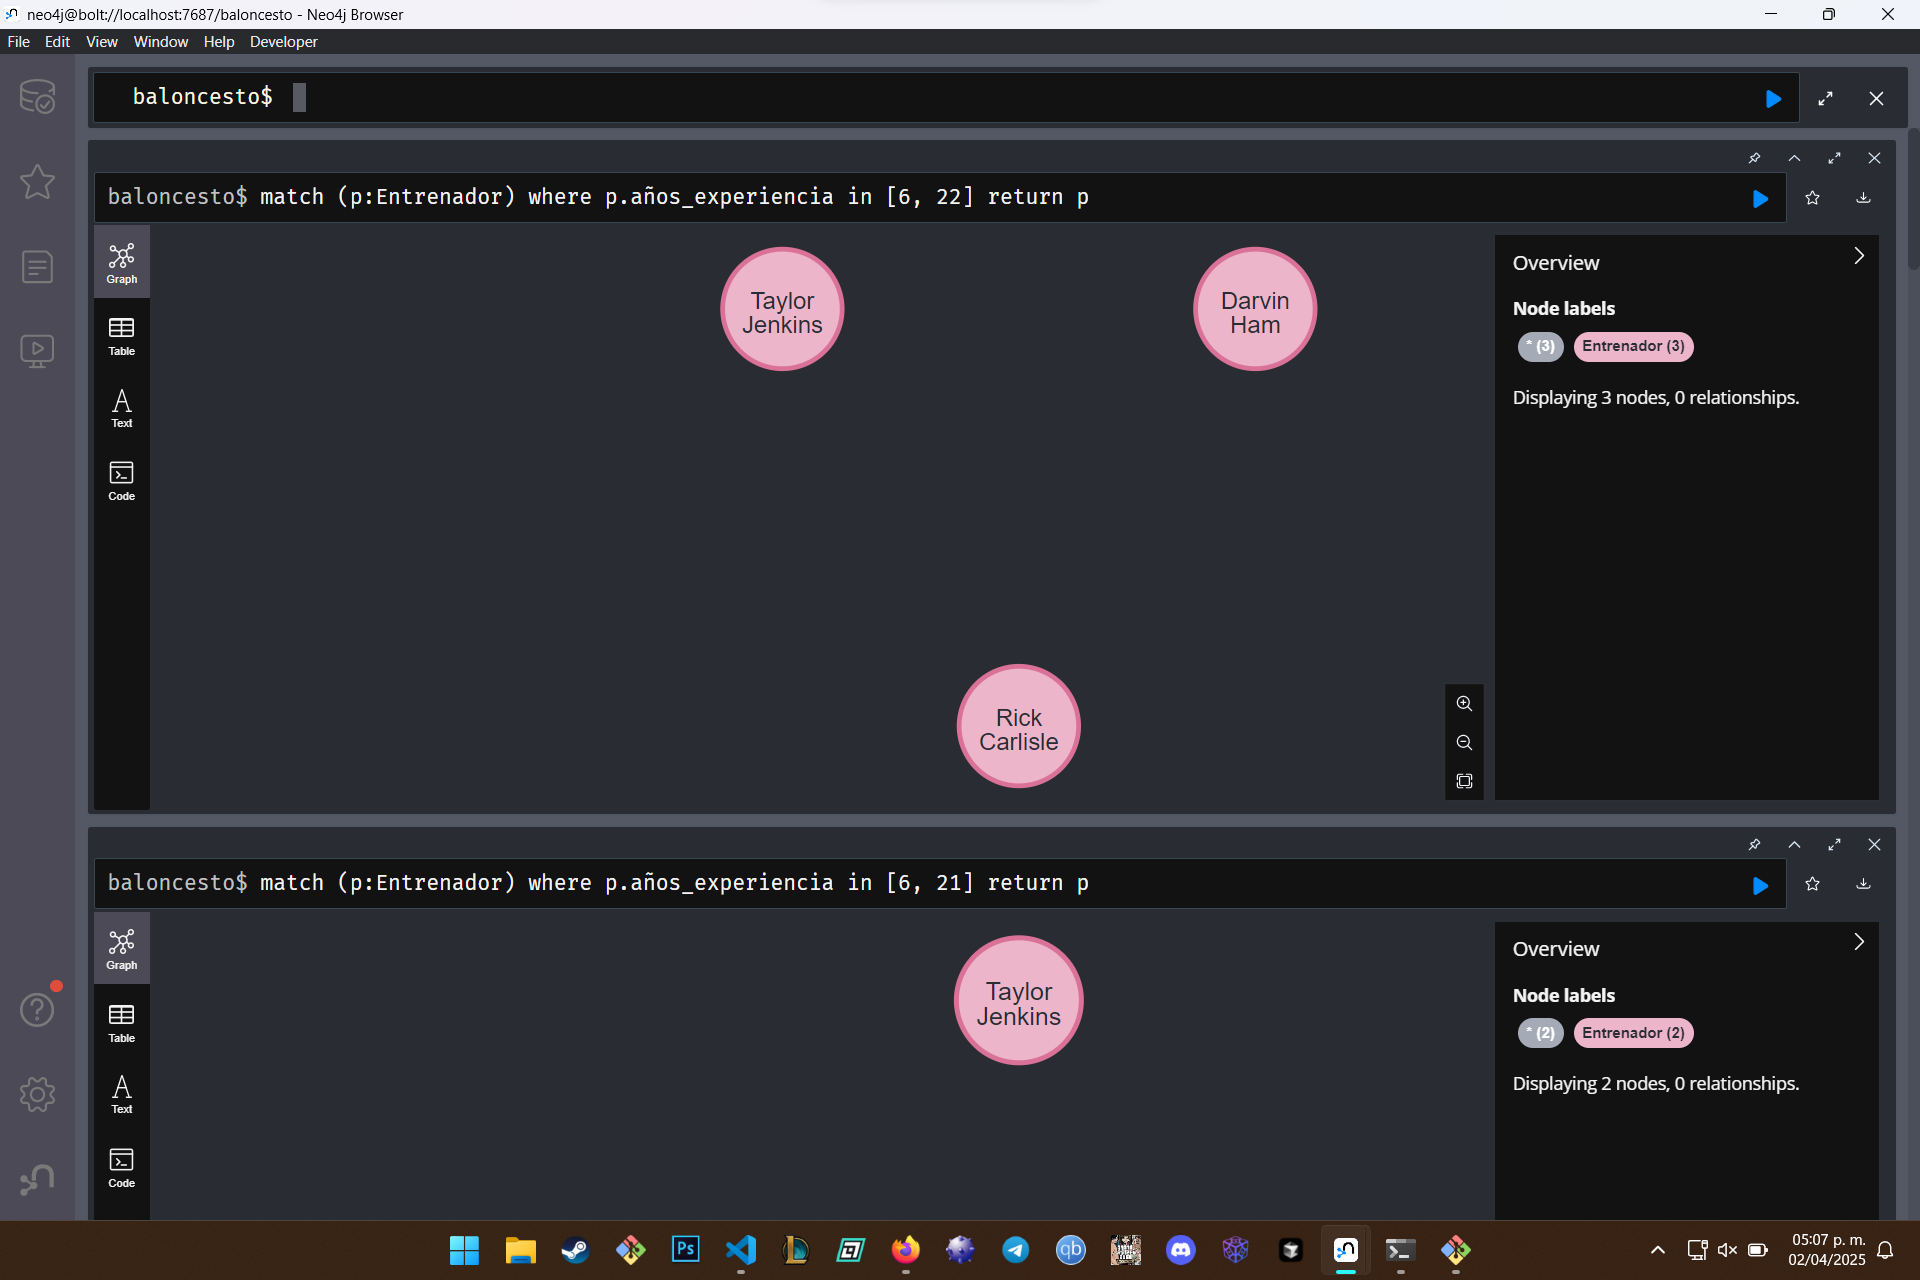 neo4j@bolt://localhost:7687/baloncesto - Neo4j Browser
File Edit View Window Help Developer
baloncesto$
baloncesto$ match (p:Entrenador) where p.años_experiencia in [6, 22] return p
Graph
Table
Text
Code
Taylor
Jenkins
Darvin
Ham
Rick
Carlisle
Overview
Node labels
* (3) Entrenador (3)
Displaying 3 nodes, 0 relationships.
baloncesto$ match (p:Entrenador) where p.años_experiencia in [6, 21] return p
Graph
Table
Text
Code
Taylor
Jenkins
Overview
Node labels
* (2) Entrenador (2)
Displaying 2 nodes, 0 relationships.
Ps
qb
05:07 p. m.
02/04/2025